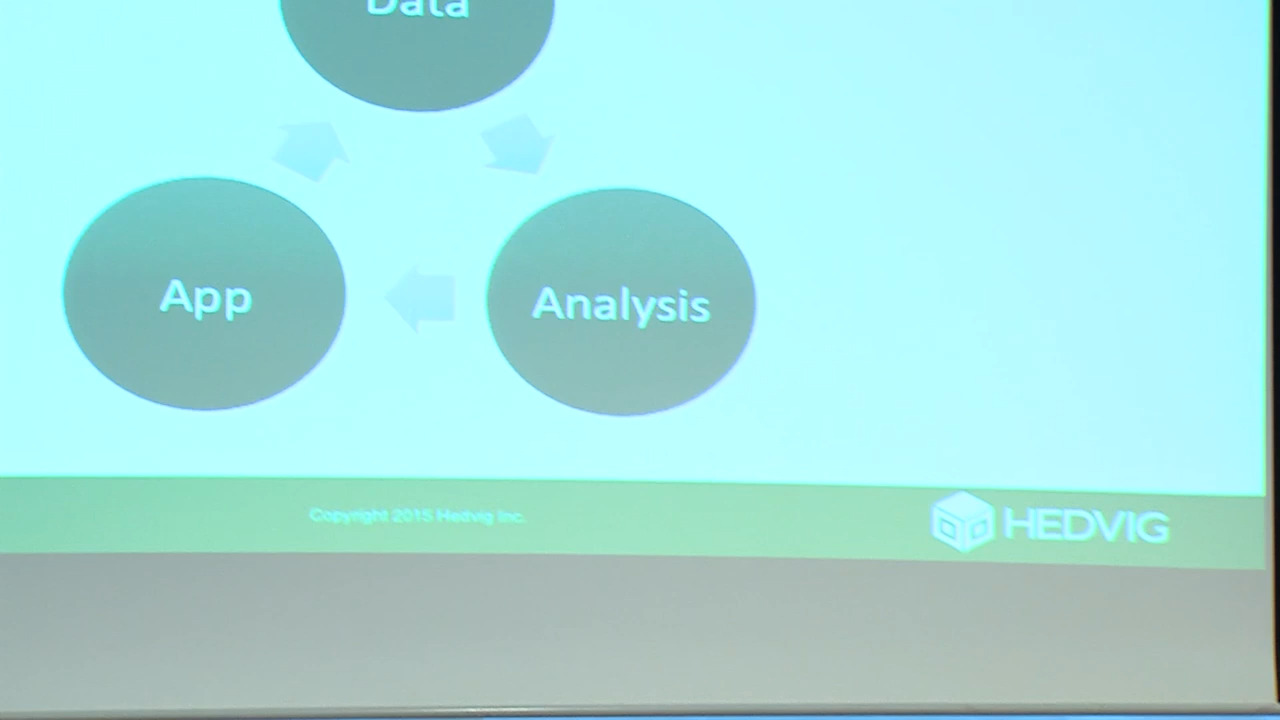 Data
App
Analysis
Copyright 2015 Hedvig Inc.
HEDVIG